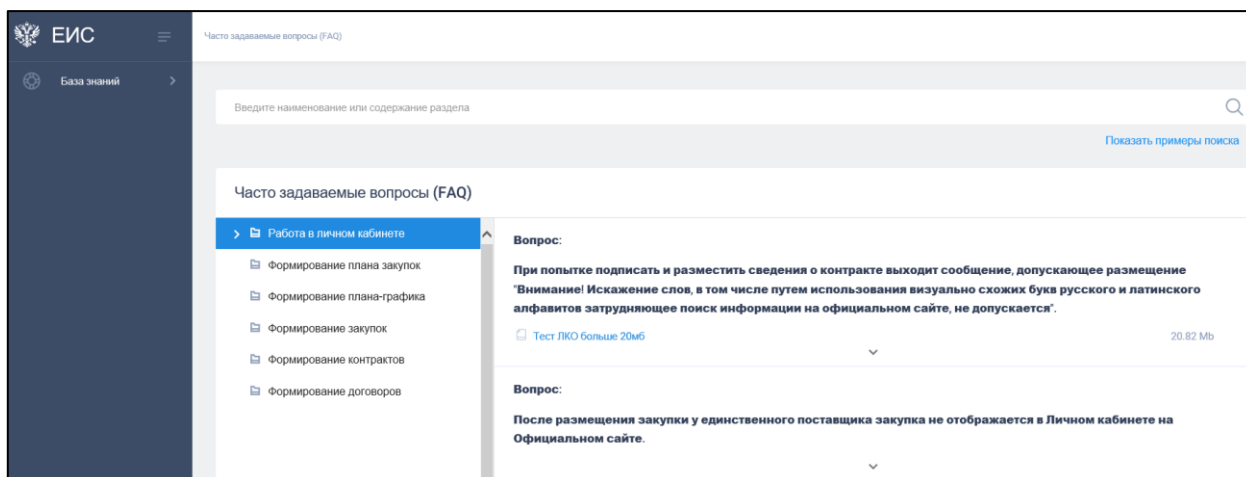 ЕИС
Часто задаваемые вопросы (FAQ)
База знаний
Введите наименование или содержание раздела
Показать примеры поиска
Часто задаваемые вопросы (FAQ)
Работа в личном кабинете
Формирование плана закупок
Формирование плана-графика
Формирование закупок
Формирование контрактов
Формирование договоров
Вопрос:
При попытке подписать и разместить сведения о контракте выходит сообщение, допускающее размещение
"Внимание! Искажение слов, в том числе путем использования визуально схожих букв русского и латинского
алфавитов затрудняющее поиск информации на официальном сайте, не допускается".
Тест ЛКО больше 20мб 20.82 Mb
Вопрос:
После размещения закупки у единственного поставщика закупка не отображается в Личном кабинете на
Официальном сайте.